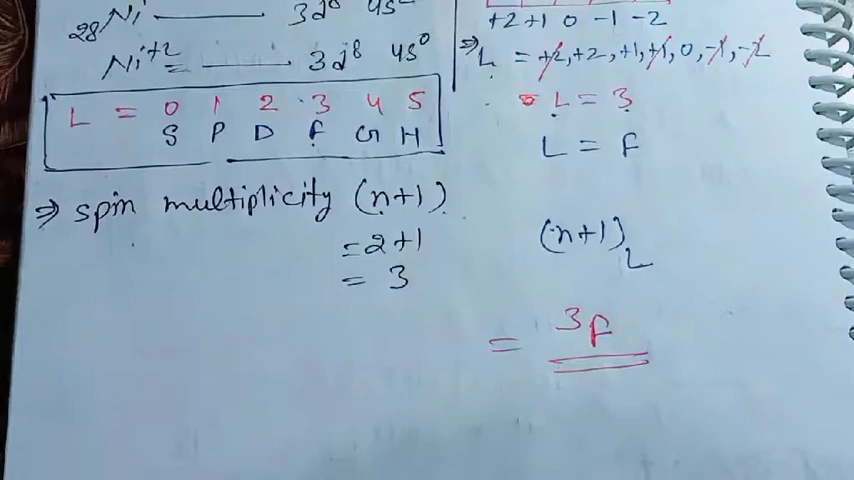 28Ni ——— 3d8 4s2
Ni+2 = ——— 3d8 4s0
L = 0 1 2 3 4 5
S P D F G H
⇒ spin multiplicity (n+1)
= 2+1
= 3
+2 +1 0 -1 -2
⇒ L = +2, +2, +1, +1, 0, -1, -2
L = 3
L = F
(n+1)L
= 3F